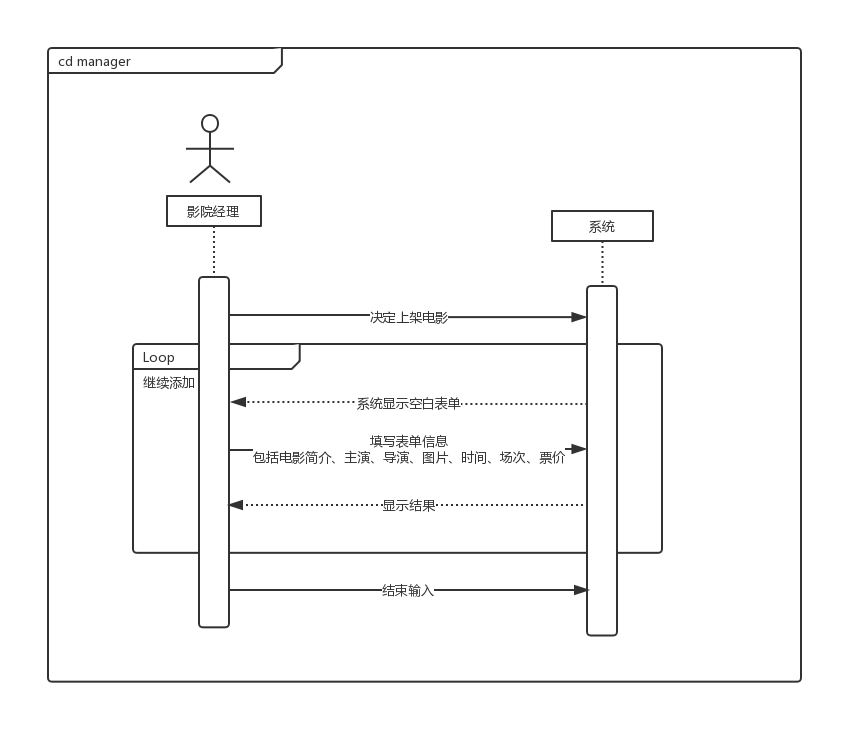 cd manager
影院经理
系统
决定上架电影
Loop
继续添加
系统显示空白表单
填写表单信息
包括电影简介、主演、导演、图片、时间、场次、票价
显示结果
结束输入